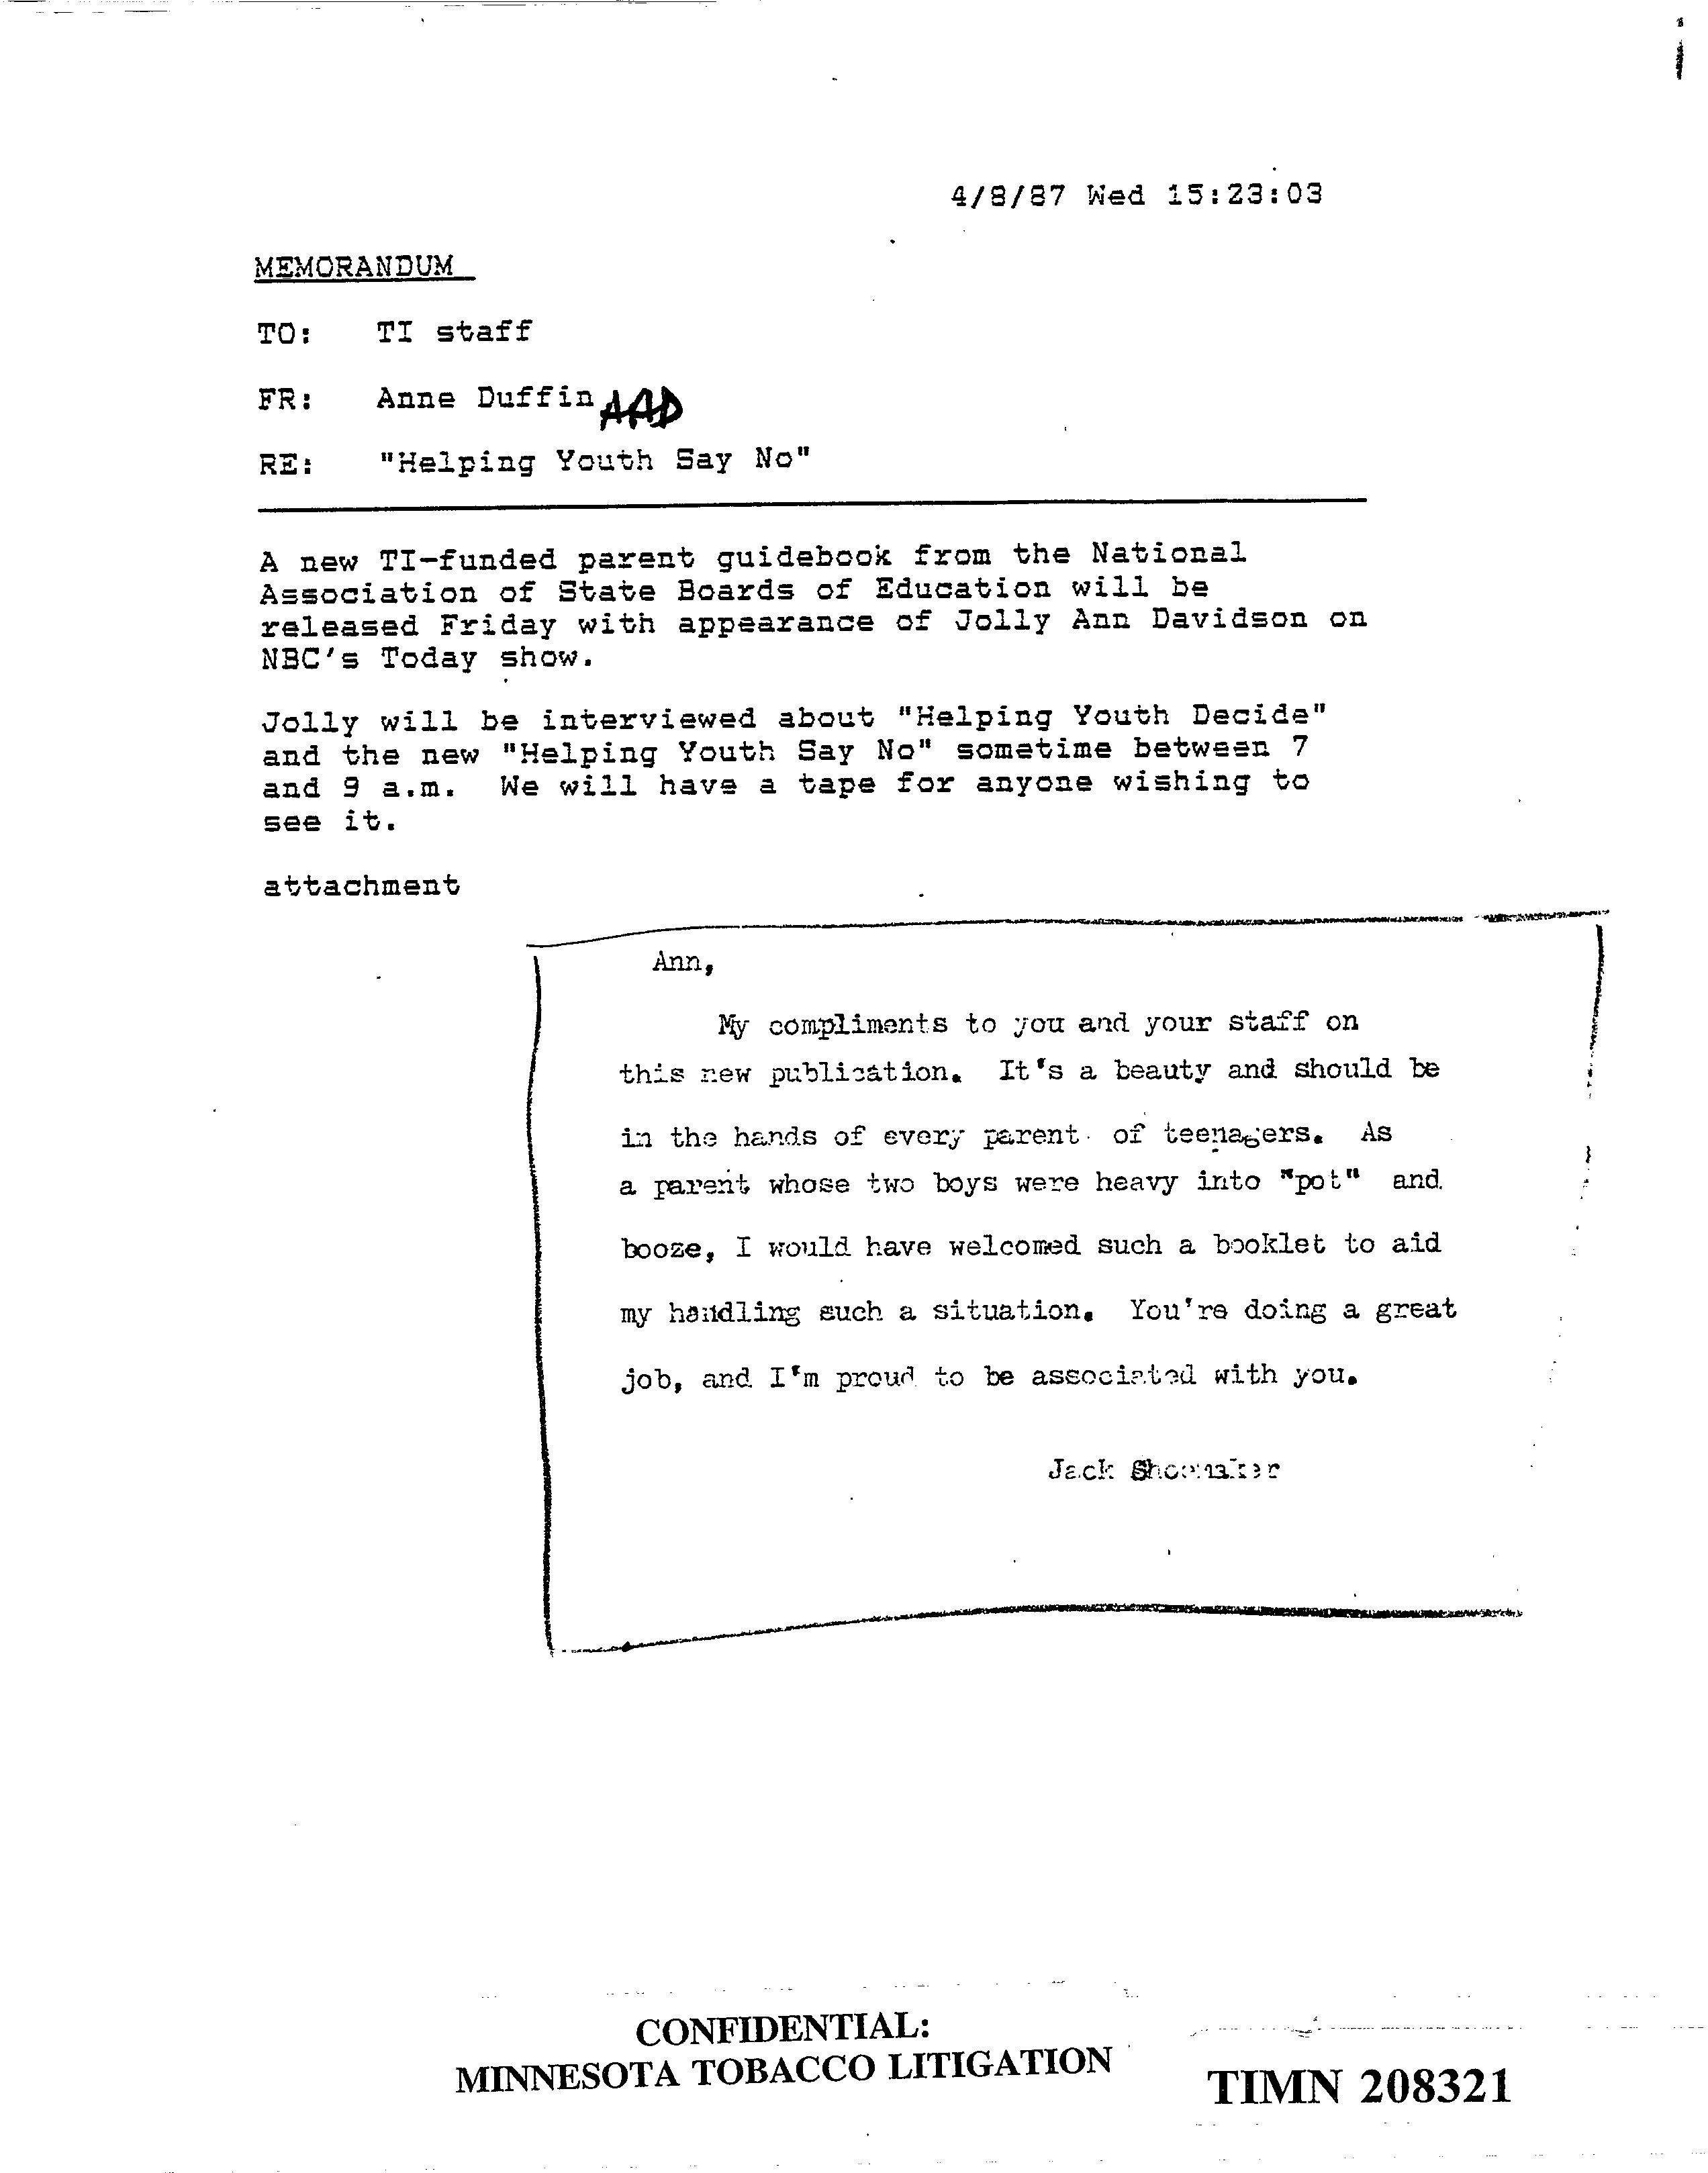 4/8/87 Wed 15:23:03
MEMORANDUM
TO: TI staff
FR: Anne Duffin AAD
RE: "Helping Youth Say No"
A new TI-funded parent guidebook from the National
Association of State Boards of Education will be
released Friday with appearance of Jolly Ann Davidson on
NBC's Today show.
Jolly will be interviewed about "Helping Youth Decide"
and the new "Helping Youth Say No" sometime between 7
and 9 a.m. We will have a tape for anyone wishing to
see it.
attachment
Ann,
My compliments to you and your staff on
this new publication. It's a beauty and should be
in the hands of every parent of teenagers. As
a parent whose two boys were heavy into "pot" and
booze, I would have welcomed such a booklet to aid
my handling such a situation. You're doing a great
job, and I'm proud to be associated with you.
Jack Shoemaker
CONFIDENTIAL:
MINNESOTA TOBACCO LITIGATION
TIMN 208321